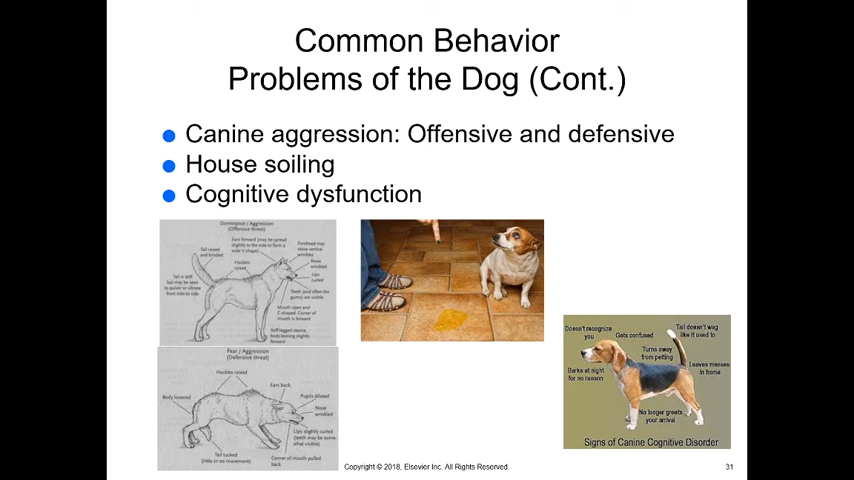 Common Behavior
Problems of the Dog (Cont.)
Canine aggression: Offensive and defensive
House soiling
Cognitive dysfunction
Dominance / Aggression
(Offensive threat)
Ears forward (may be spread
slightly to the side to form a
wide V shape)
Forehead may
show vertical
wrinkles
Tail raised
and bristled
Hackles
raised
Nose
wrinkled
Lips
curled
Tail is stiff
but may be seen
to quiver or vibrate
from side to side
Teeth (and often the
gums) are visible
Mouth open and
C-shaped. Corner of
mouth is forward
Stiff-legged stance,
body leaning slightly
forward
Fear / Aggression
(Defensive threat)
Hackles raised
Ears back
Body lowered
Pupils dilated
Nose
wrinkled
Lips slightly curled
(teeth may be some
what visible)
Tail tucked
(little or no movement)
Corner of mouth pulled
back
Doesn't recognize
you
Gets confused
Tail doesn't wag
like it used to
Turns away
from petting
Leaves messes
in home
Barks at night
for no reason
No longer greets
your arrival
Signs of Canine Cognitive Disorder
Copyright © 2018, Elsevier Inc. All Rights Reserved.
31